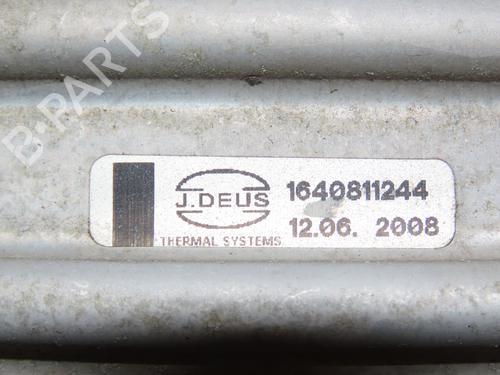 B-PARTS
J.DEUS
THERMAL SYSTEMS
1640811244
12.06. 2008